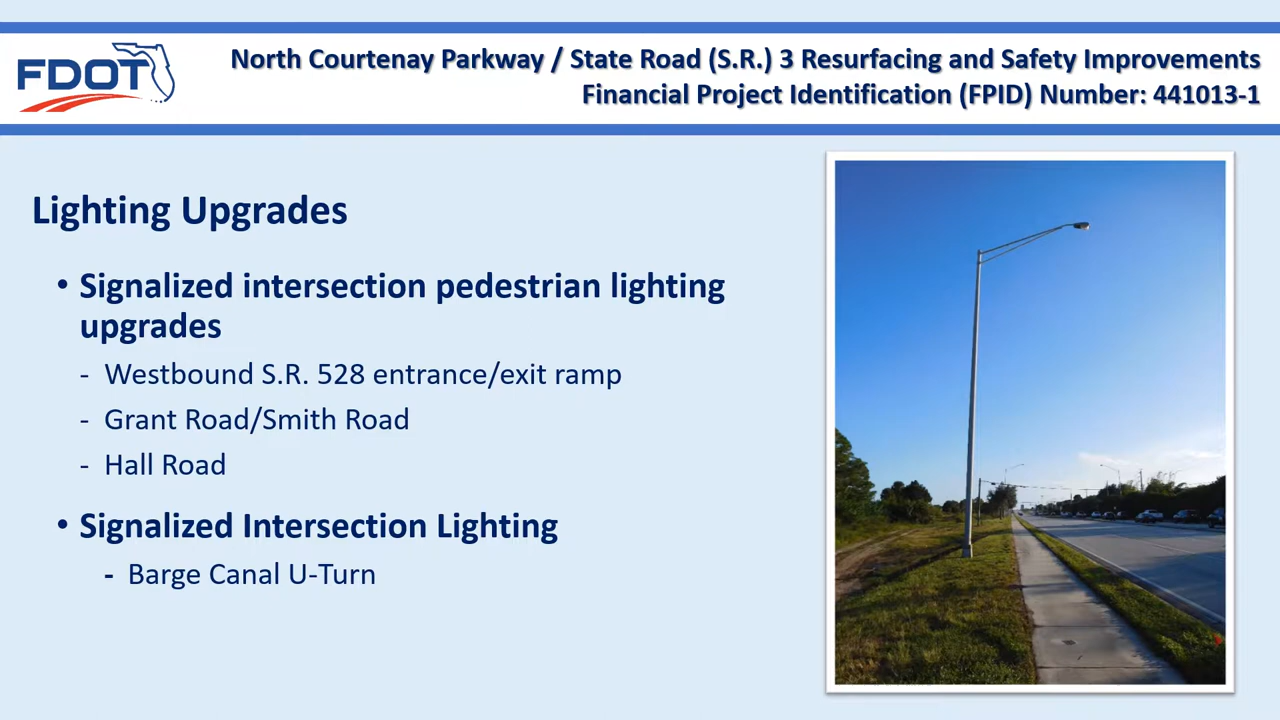 FDOT
North Courtenay Parkway / State Road (S.R.) 3 Resurfacing and Safety Improvements
Financial Project Identification (FPID) Number: 441013-1
Lighting Upgrades
• Signalized intersection pedestrian lighting
upgrades
- Westbound S.R. 528 entrance/exit ramp
- Grant Road/Smith Road
- Hall Road
• Signalized Intersection Lighting
- Barge Canal U-Turn